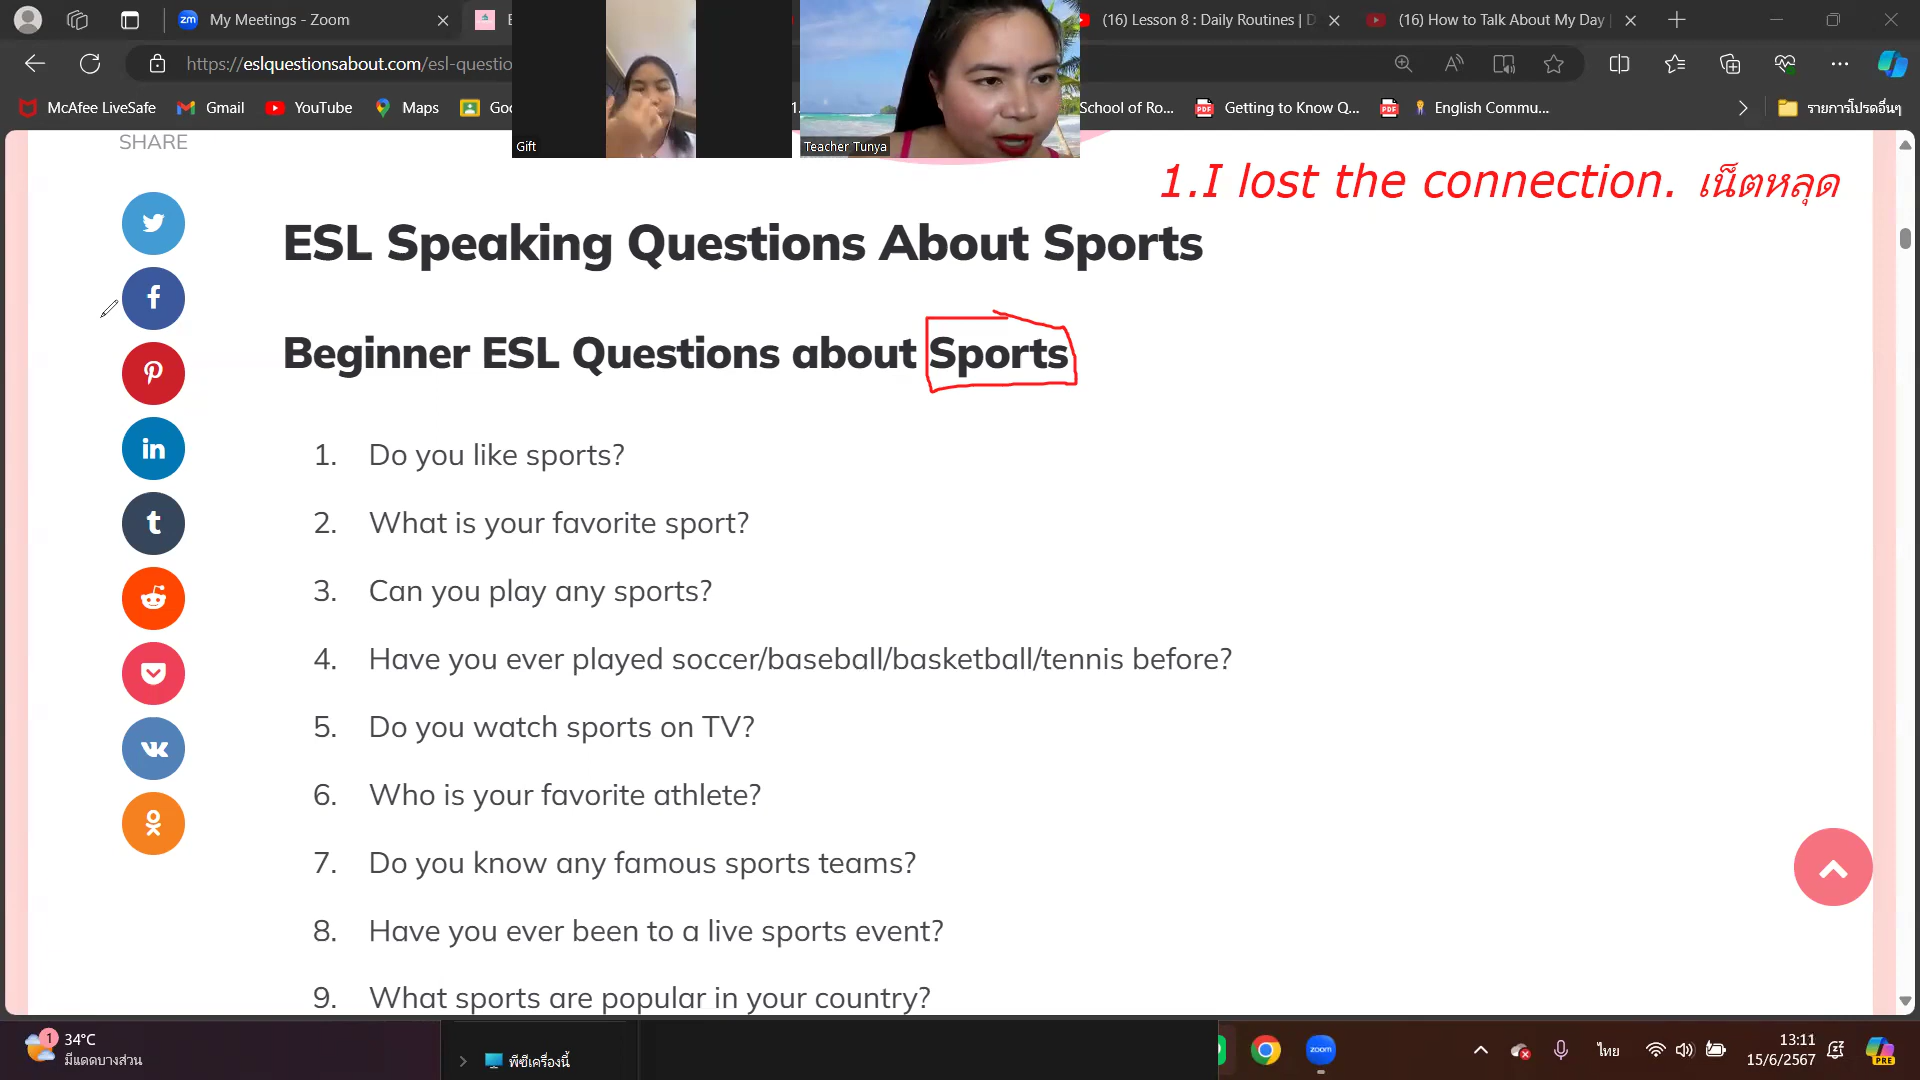 My Meetings - Zoom
(16) Lesson 8 : Daily Routines | D
(16) How to Talk About My Day |
https://eslquestionsabout.com/esl-questio
McAfee LiveSafe
Gmail
YouTube
Maps
Goo
1.
School of Ro...
PDF
Getting to Know Q...
PDF
English Commu...
รายการโปรดอื่นๆ
Gift
Teacher Tunya
SHARE
1.I lost the connection. เน็ตหลุด
ESL Speaking Questions About Sports
Beginner ESL Questions about Sports
1. Do you like sports?
2. What is your favorite sport?
3. Can you play any sports?
4. Have you ever played soccer/baseball/basketball/tennis before?
5. Do you watch sports on TV?
6. Who is your favorite athlete?
7. Do you know any famous sports teams?
8. Have you ever been to a live sports event?
9. What sports are popular in your country?
1
34°C
มีแดดบางส่วน
พีซีเครื่องนี้
zoom
ไทย
13:11
15/6/2567
PRE